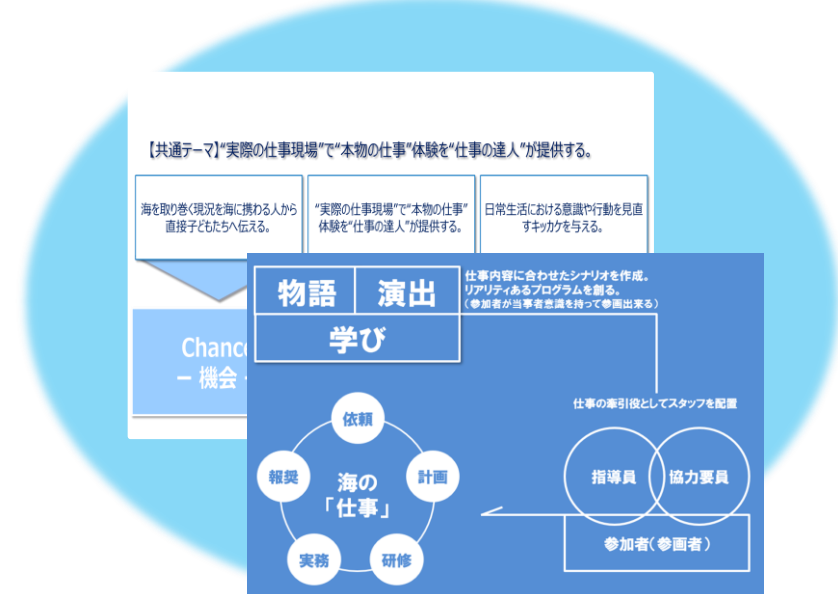 【共通テーマ】“実際の仕事現場”で“本物の仕事”体験を“仕事の達人”が提供する。
海を取り巻く現況を海に携わる人から
直接子どもたちへ伝える。
“実際の仕事現場”で“本物の仕事”
体験を“仕事の達人”が提供する。
日常生活における意識や行動を見直
すキッカケを与える。
− 機会
物語
演出
学び
仕事内容に合わせたシナリオを作成。
リアリティあるプログラムを創る。
(参加者が当事者意識を持って参画出来る)
仕事の牽引役としてスタッフを配置
依頼
報奨
計画
海の
「仕事」
実務
研修
指導員
協力要員
参加者(参画者)